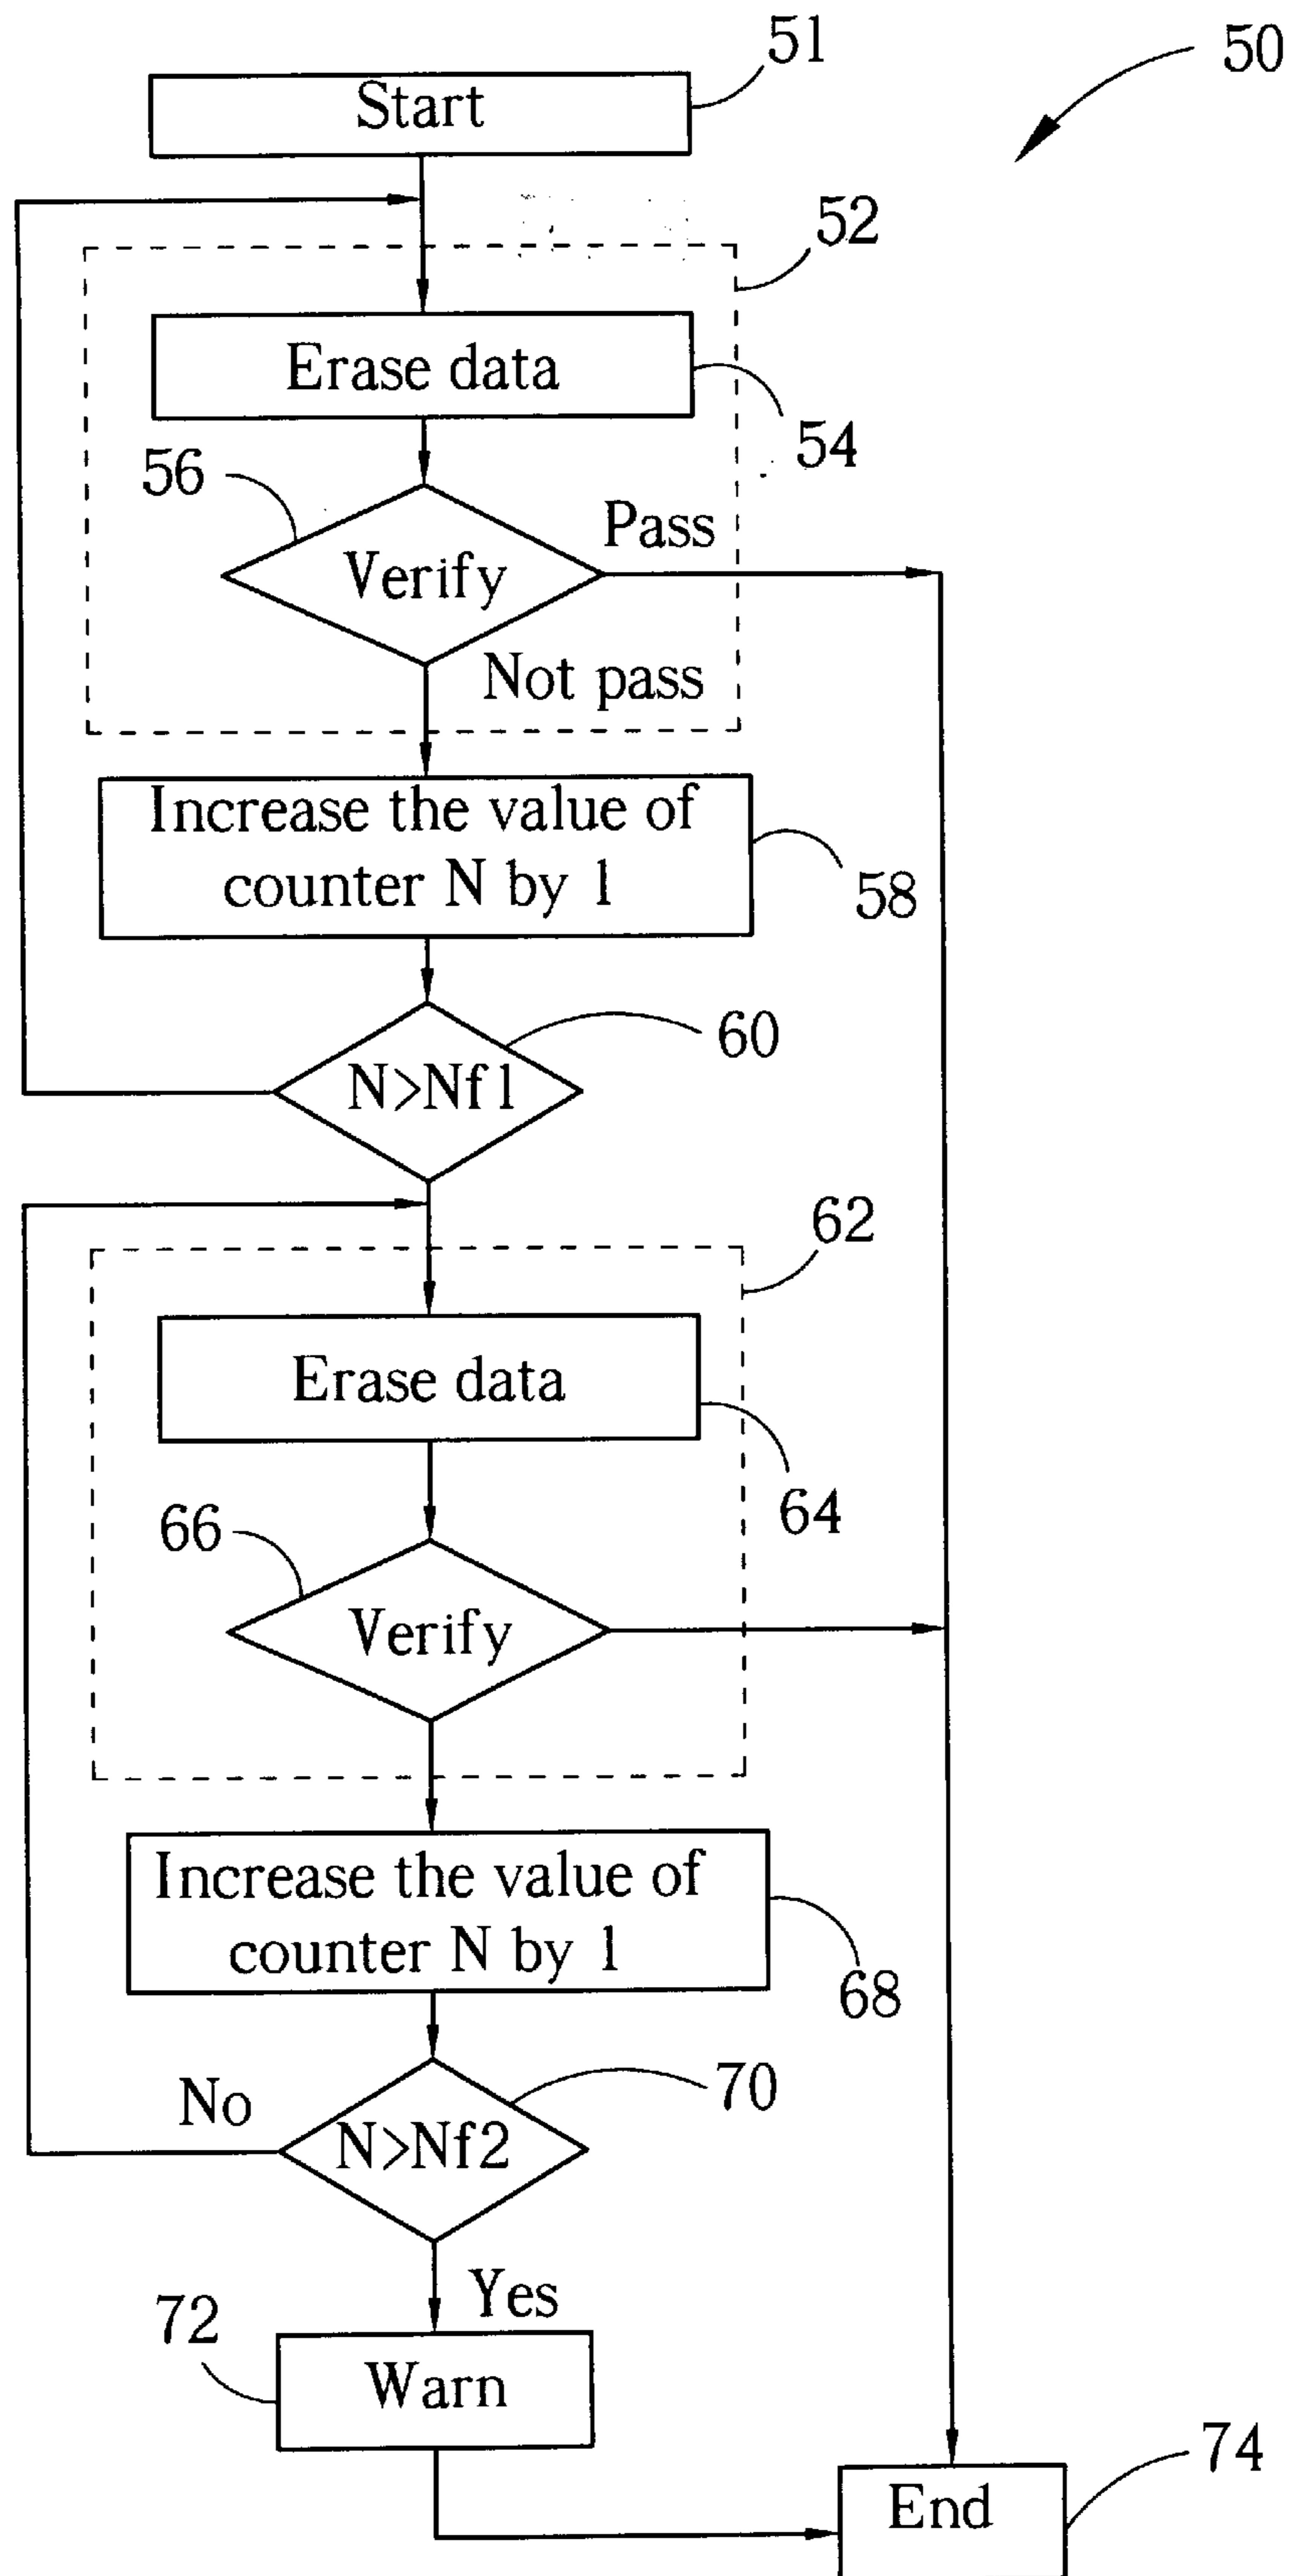 51
50
Start
52
Erase data
54
56
Pass
Verify
Not pass
Increase the value of
counter N by 1
58
60
N>Nf1
62
Erase data
64
66
Verify
Increase the value of
counter N by 1
68
70
No
N>Nf2
Yes
72
Warn
74
End